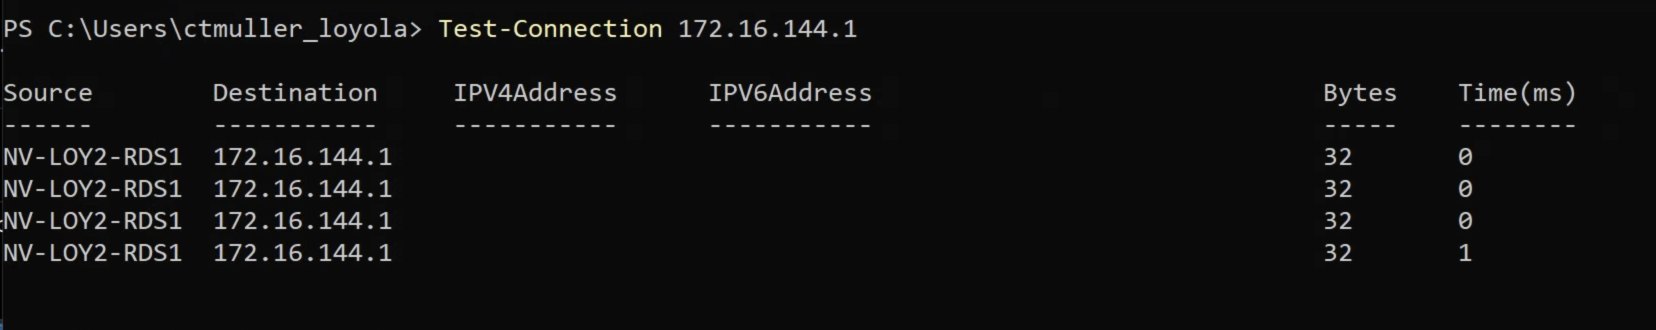 PS C:\Users\ctmuller_loyola> Test-Connection 172.16.144.1
Source Destination IPV4Address IPV6Address Bytes Time(ms)
------ ----------- ----------- ----------- ----- --------
NV-LOY2-RDS1 172.16.144.1 32 0
NV-LOY2-RDS1 172.16.144.1 32 0
NV-LOY2-RDS1 172.16.144.1 32 0
NV-LOY2-RDS1 172.16.144.1 32 1